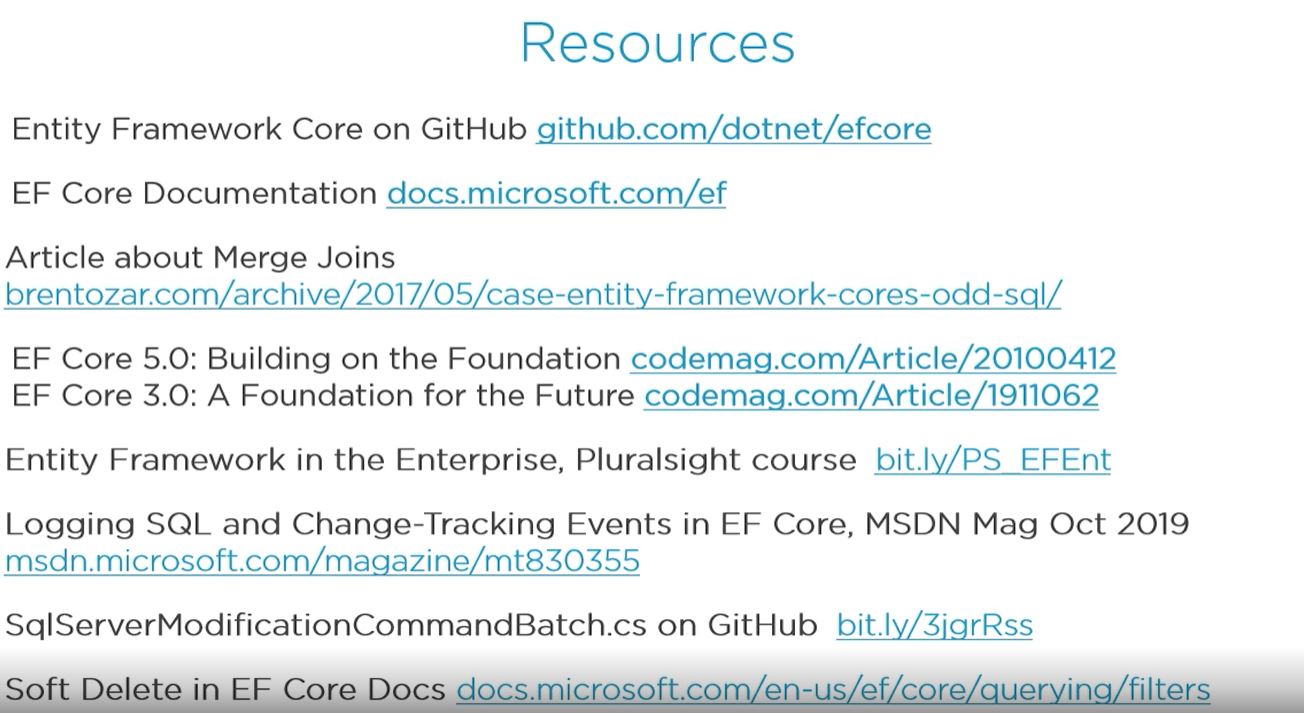 Resources
Entity Framework Core on GitHub github.com/dotnet/efcore
EF Core Documentation docs.microsoft.com/ef
Article about Merge Joins
brentozar.com/archive/2017/05/case-entity-framework-cores-odd-sql/
EF Core 5.0: Building on the Foundation codemag.com/Article/20100412
EF Core 3.0: A Foundation for the Future codemag.com/Article/1911062
Entity Framework in the Enterprise, Pluralsight course bit.ly/PS_EFEnt
Logging SQL and Change-Tracking Events in EF Core, MSDN Mag Oct 2019
msdn.microsoft.com/magazine/mt830355
SqlServerModificationCommandBatch.cs on GitHub bit.ly/3jgrRss
Soft Delete in EF Core Docs docs.microsoft.com/en-us/ef/core/querying/filters